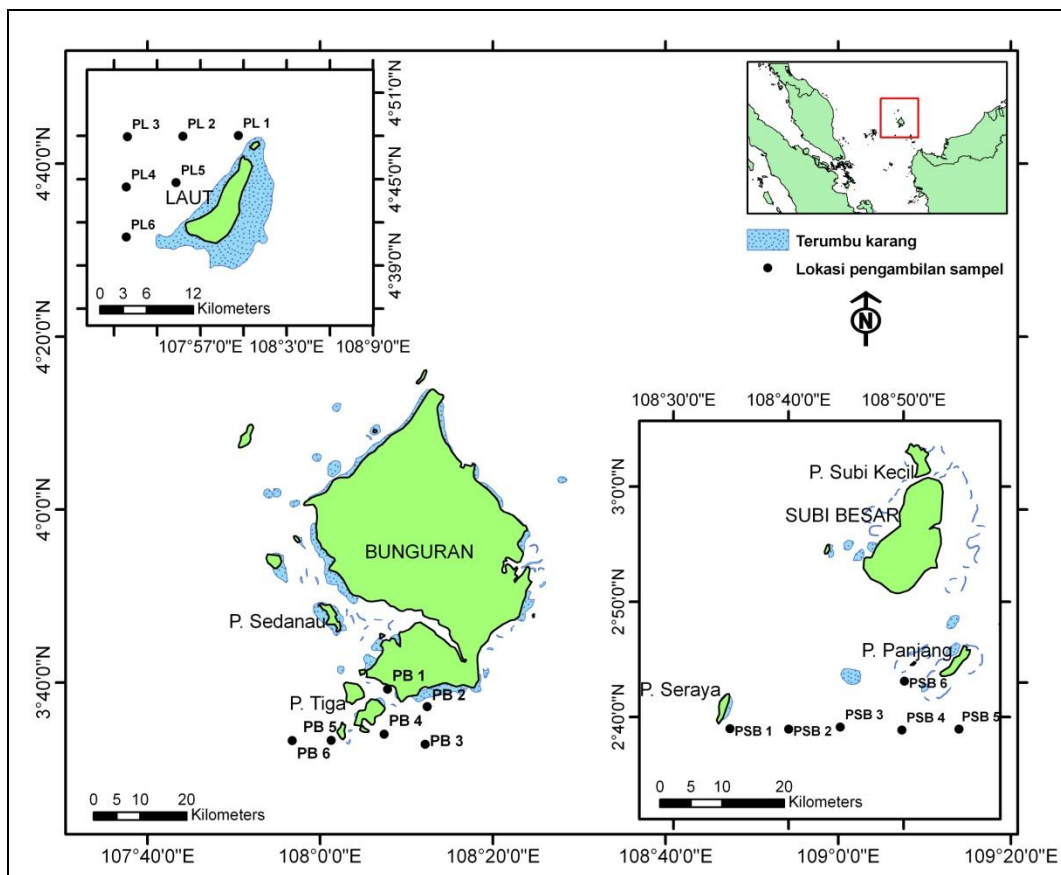 PL 3
PL 2
PL 1
PL4
PL5
LAUT
PL6
0 3 6 12
Kilometers
4°51'0"N
4°45'0"N
4°39'0"N
107°57'0"E 108°3'0"E 108°9'0"E
Terumbu karang
Lokasi pengambilan sampel
N
4°40'0"N
4°20'0"N
4°0'0"N
3°40'0"N
BUNGURAN
P. Sedanau
P. Tiga
PB 1
PB 2
PB 4
PB 5
PB 3
PB 6
0 5 10 20
Kilometers
108°30'0"E 108°40'0"E 108°50'0"E
3°0'0"N
2°50'0"N
2°40'0"N
P. Subi Kecil
SUBI BESAR
P. Panjang
PSB 6
P. Seraya
PSB 1
PSB 2
PSB 3
PSB 4
PSB 5
0 5 10 20
Kilometers
107°40'0"E 108°0'0"E 108°20'0"E 108°40'0"E 109°0'0"E 109°20'0"E